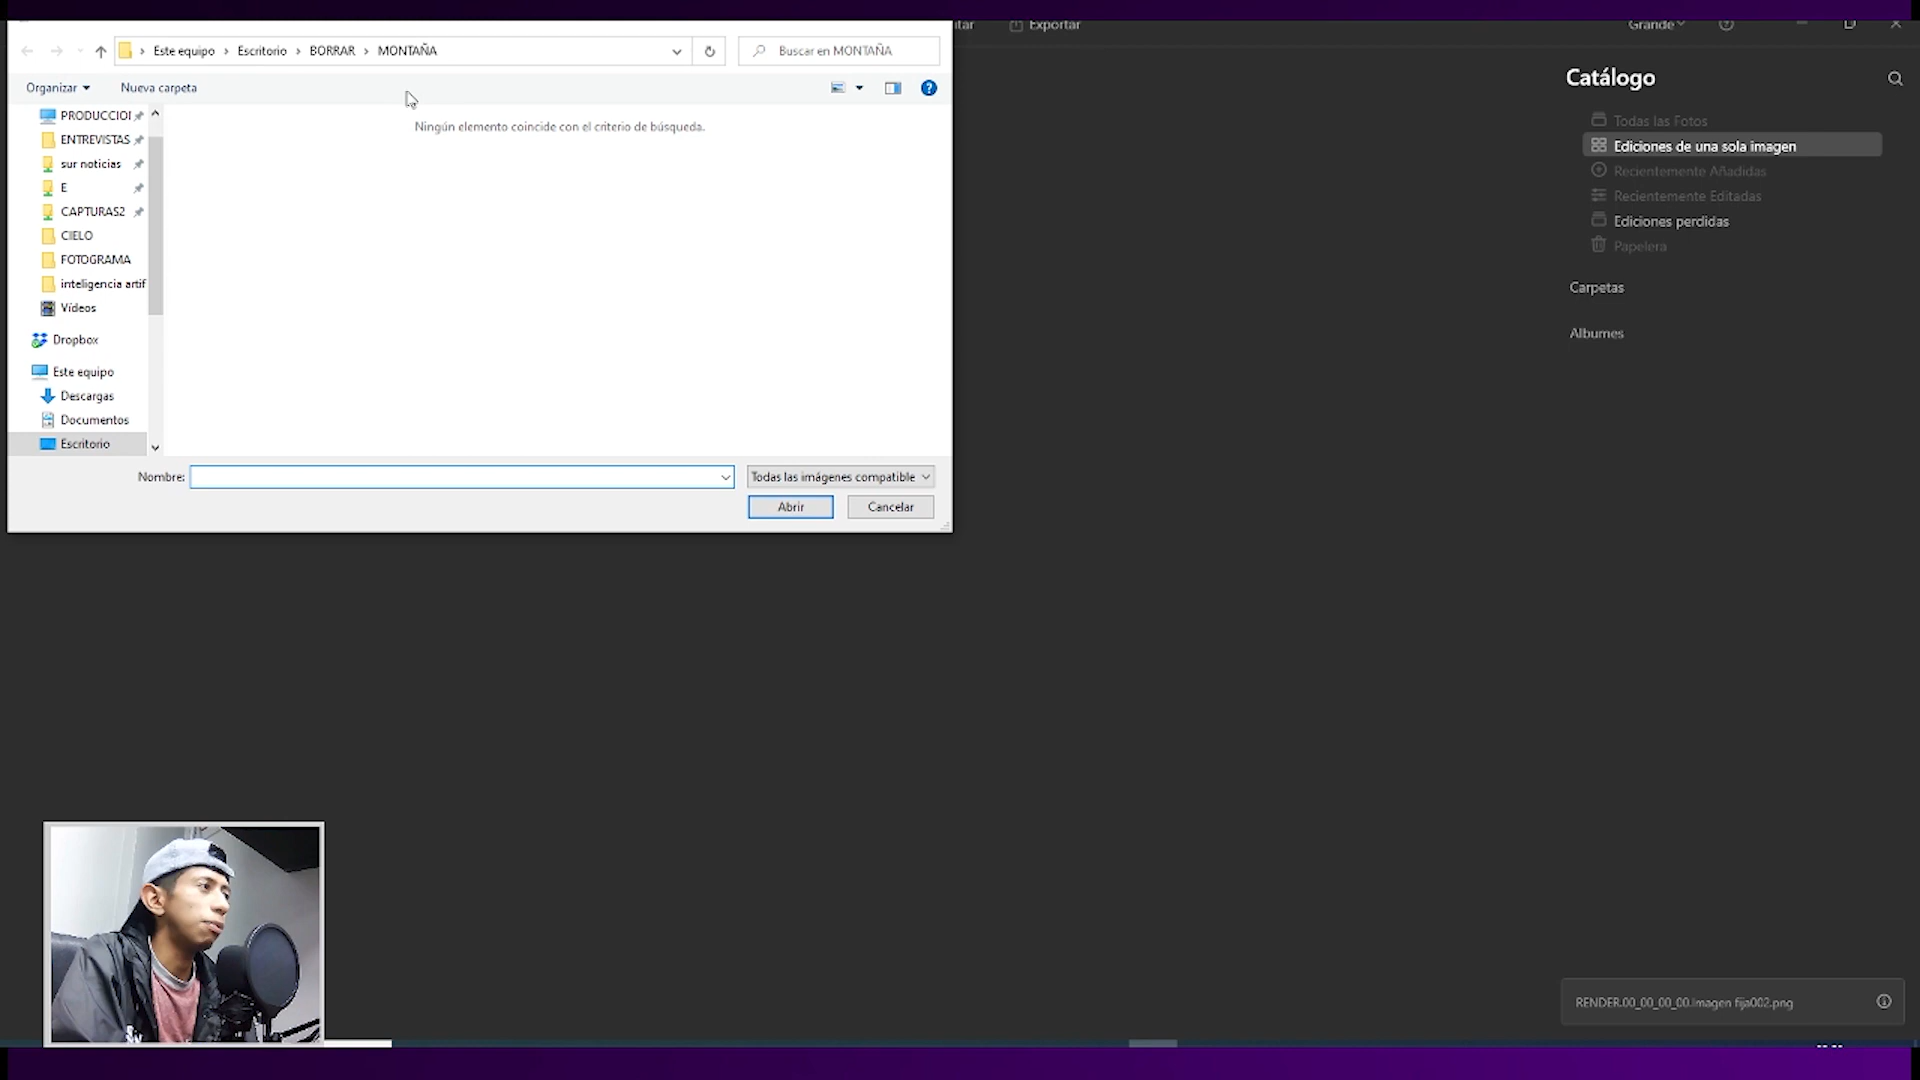 Este equipo > Escritorio > BORRAR > MONTAÑA
Buscar en MONTAÑA
Organizar
Nueva carpeta
PRODUCCIO
ENTREVISTAS
sur noticias
E
CAPTURAS2
CIELO
FOTOGRAMA
inteligencia artif
Vídeos
Dropbox
Este equipo
Descargas
Documentos
Escritorio
Ningún elemento coincide con el criterio de búsqueda.
Nombre:
Todas las imágenes compatible
Abrir
Cancelar
itar
Exportar
Grande
Catálogo
Todas las Fotos
Ediciones de una sola imagen
Recientemente Añadidas
Recientemente Editadas
Ediciones perdidas
Papelera
Carpetas
Albumes
RENDER.00_00_00_00.Imagen fija002.png